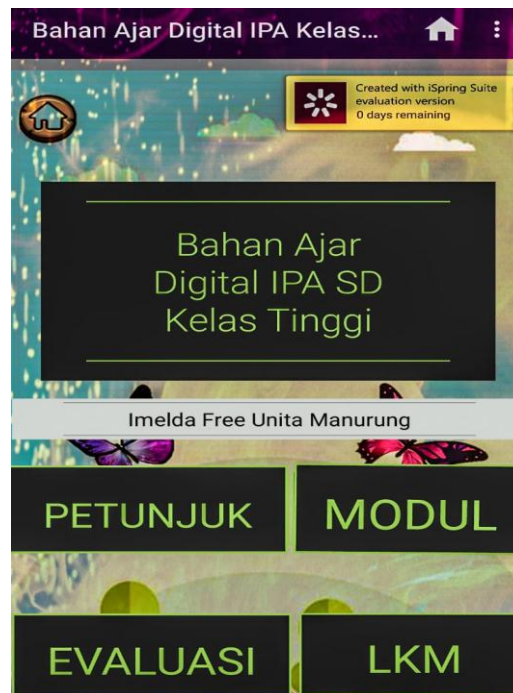 Bahan Ajar Digital IPA Kelas...
Created with iSpring Suite
evaluation version
0 days remaining
Bahan Ajar
Digital IPA SD
Kelas Tinggi
Imelda Free Unita Manurung
PETUNJUK
MODUL
EVALUASI
LKM